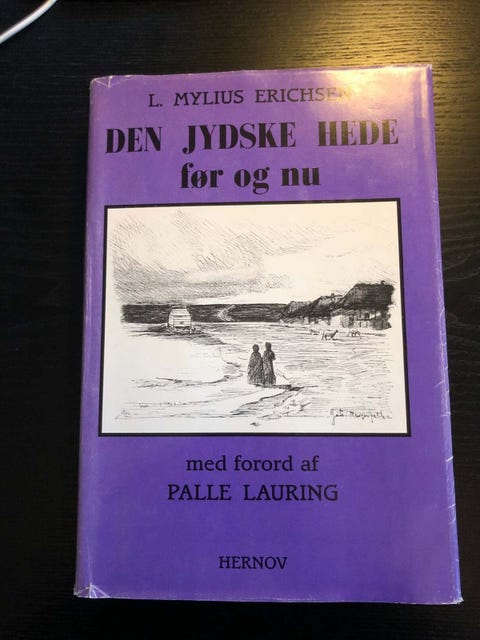 L. MYLIUS ERICHSEN
DEN JYDSKE HEDE
før og nu
med forord af
PALLE LAURING
HERNOV